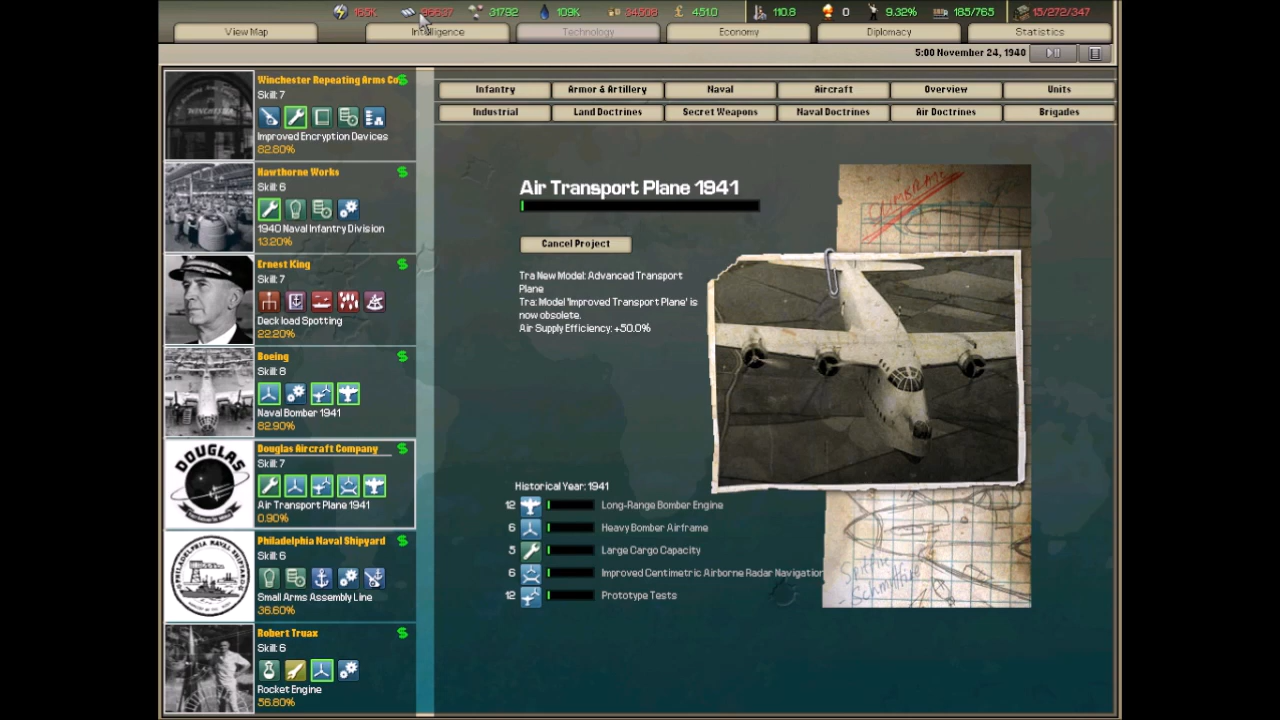 165K 96637 31792 109K 34508 451.0 110.8 0 9.32% 185/765 15/272/347
View Map Intelligence Technology Economy Diplomacy Statistics
5:00 November 24, 1940
Infantry Armor & Artillery Naval Aircraft Overview Units
Industrial Land Doctrines Secret Weapons Naval Doctrines Air Doctrines Brigades
Winchester Repeating Arms Co
Skill: 7
Improved Encryption Devices
82.80%
Hawthorne Works
Skill: 6
1940 Naval Infantry Division
13.20%
Ernest King
Skill: 7
Deck load Spotting
22.20%
Boeing
Skill: 8
Naval Bomber 1941
82.90%
DOUGLAS
Douglas Aircraft Company
Skill: 7
Air Transport Plane 1941
0.90%
PHILADELPHIA NAVAL SHIPYARD
Philadelphia Naval Shipyard
Skill: 6
Small Arms Assembly Line
36.60%
Robert Truax
Skill: 6
Rocket Engine
56.80%
Air Transport Plane 1941
Cancel Project
Tra New Model: Advanced Transport
Plane
Tra: Model 'Improved Transport Plane' is
now obsolete.
Air Supply Efficiency: +50.0%
Historical Year: 1941
12 Long-Range Bomber Engine
6 Heavy Bomber Airframe
5 Large Cargo Capacity
6 Improved Centimetric Airborne Radar Navigation
12 Prototype Tests